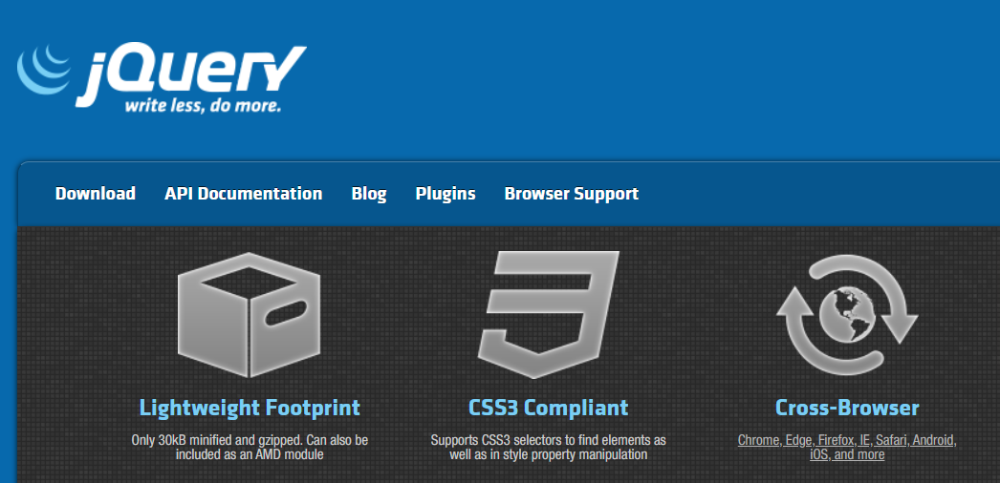 jQuery
write less, do more.
Download API Documentation Blog Plugins Browser Support
Lightweight Footprint
Only 30kB minified and gzipped. Can also be
included as an AMD module
CSS3 Compliant
Supports CSS3 selectors to find elements as
well as in style property manipulation
Cross-Browser
Chrome, Edge, Firefox, IE, Safari, Android,
iOS, and more